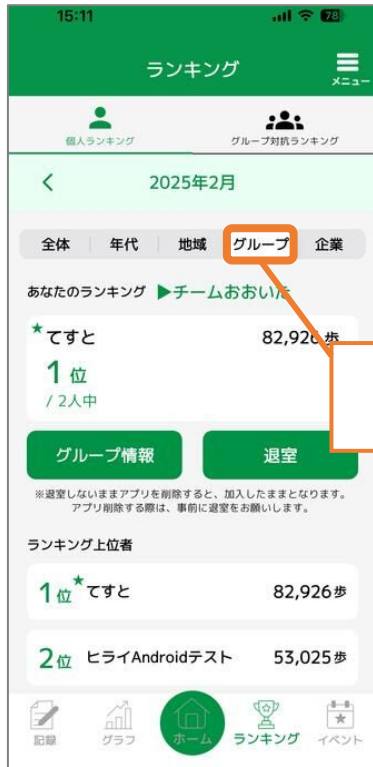 15:11
78
ランキング
メニュー
個人ランキング
グループ対抗ランキング
2025年2月
全体 年代 地域 グループ 企業
あなたのランキング ▶チームおおいた
★てすと 82,926歩
1位
/ 2人中
グループ情報 退室
※退室しないままアプリを削除すると、加入したままとなります。
アプリ削除する際は、事前に退室をお願いします。
ランキング上位者
1位★てすと 82,926歩
2位 ヒライAndroidテスト 53,025歩
記録 グラフ ホーム ランキング イベント